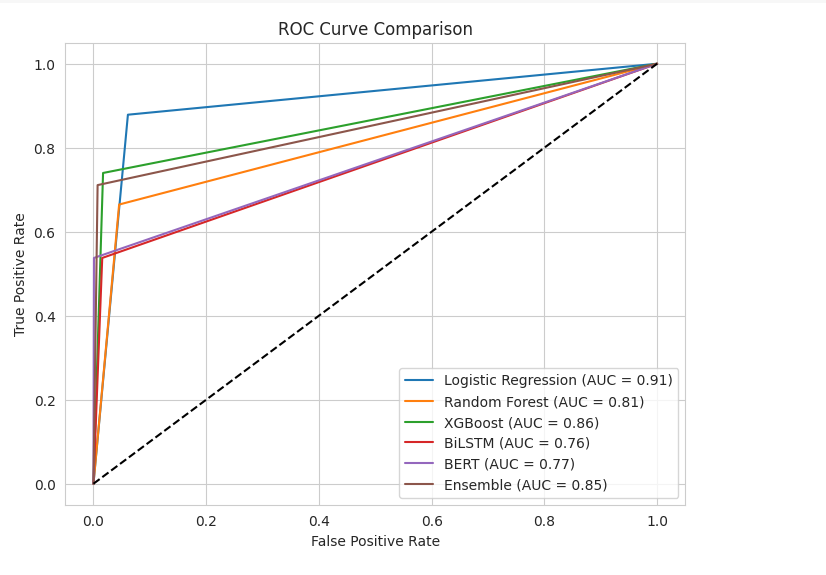 ROC Curve Comparison
True Positive Rate
1.0
0.8
0.6
0.4
0.2
0.0
0.0 0.2 0.4 0.6 0.8 1.0
False Positive Rate
Logistic Regression (AUC = 0.91)
Random Forest (AUC = 0.81)
XGBoost (AUC = 0.86)
BiLSTM (AUC = 0.76)
BERT (AUC = 0.77)
Ensemble (AUC = 0.85)